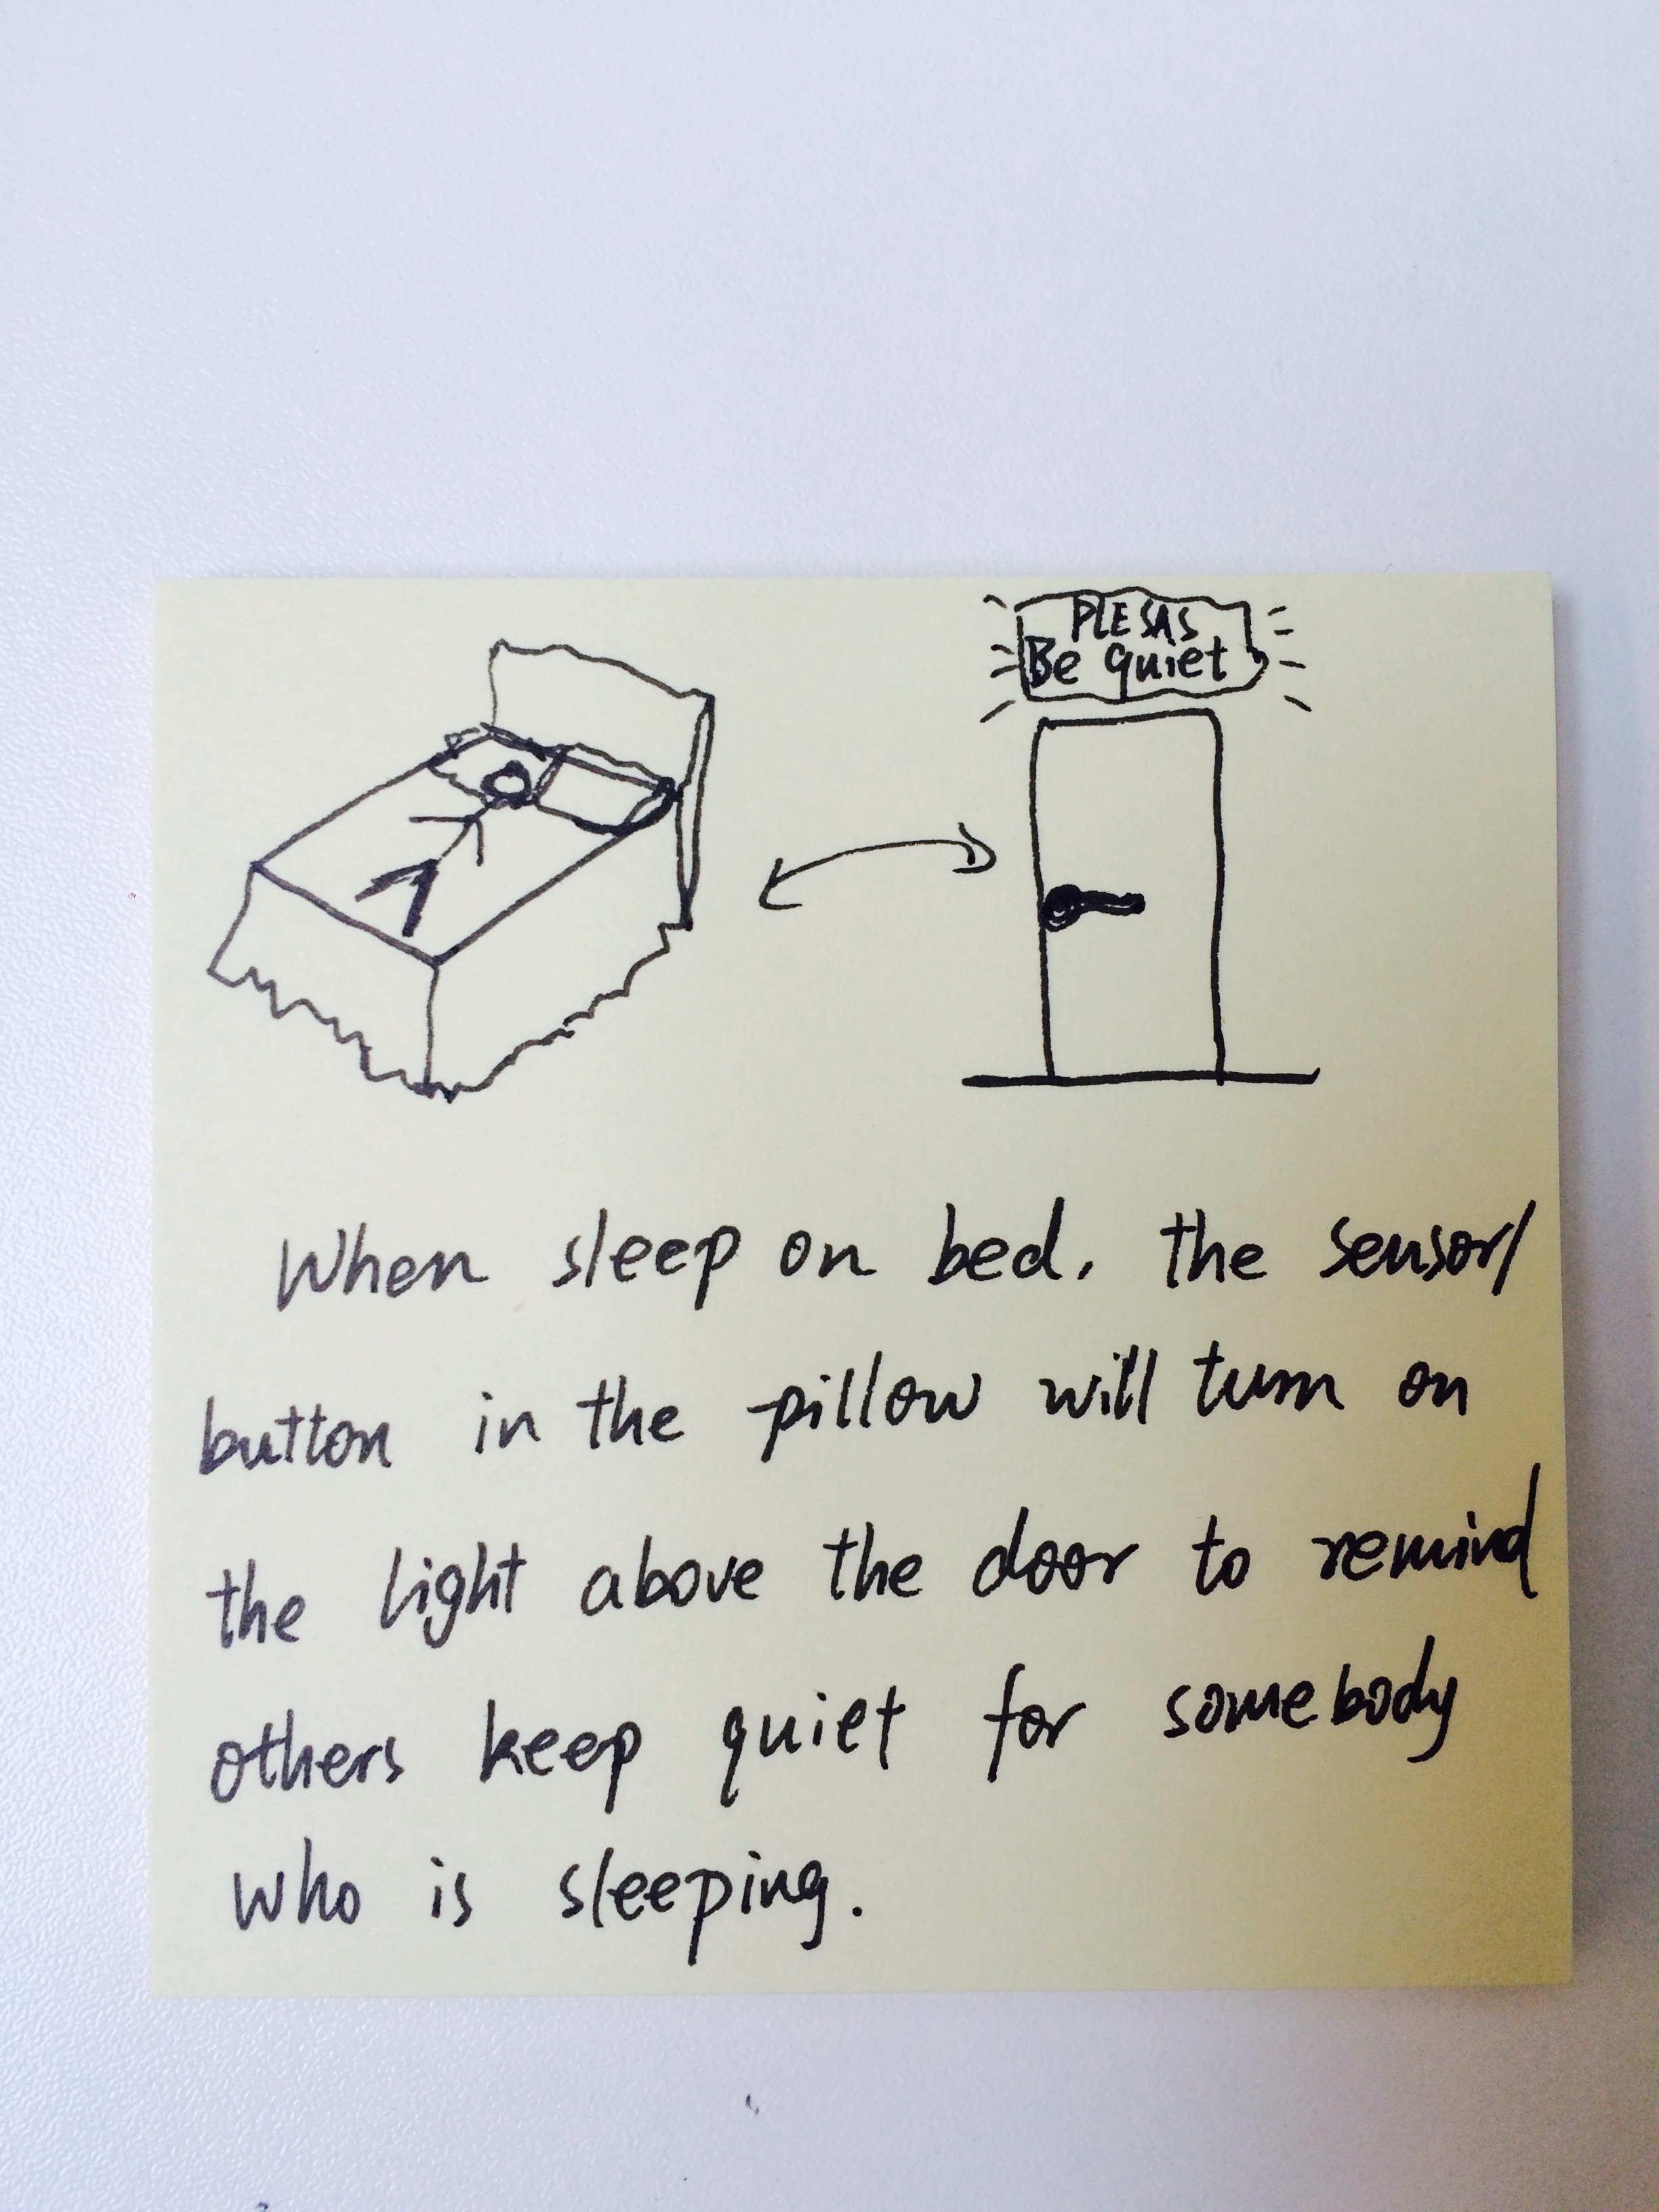 PLESAS
Be quiet
When sleep on bed, the sensor/
button in the pillow will turn on
the light above the door to remind
others keep quiet for somebody
who is sleeping.